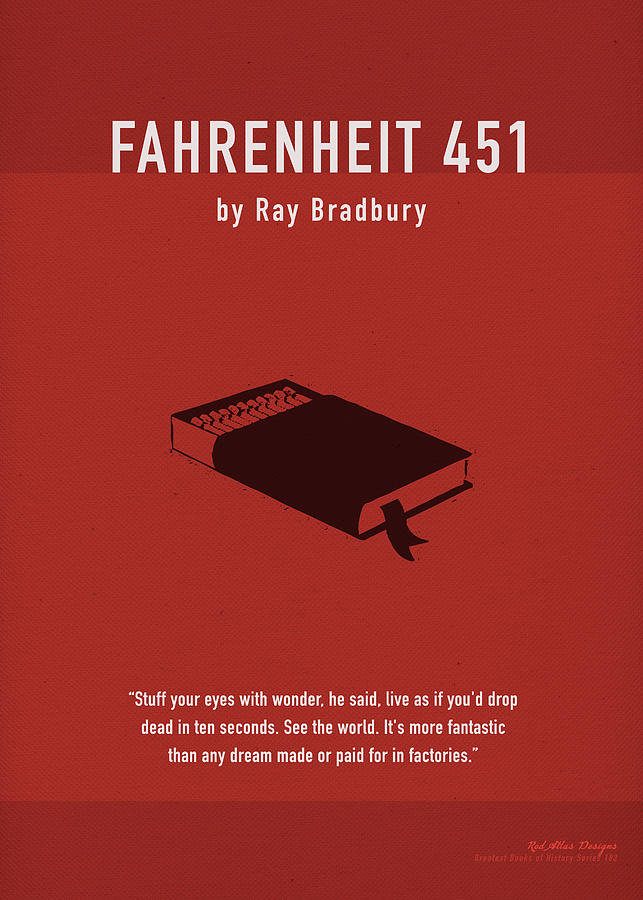 FAHRENHEIT 451
by Ray Bradbury
“Stuff your eyes with wonder, he said, live as if you'd drop
dead in ten seconds. See the world. It's more fantastic
than any dream made or paid for in factories.”
Red Atlas Designs
Greatest Books of History Series 182